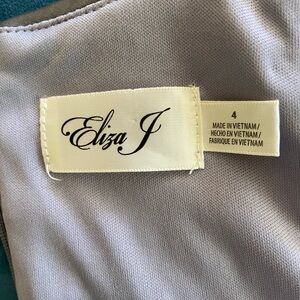 Eliza J
4
MADE IN VIETNAM /
HECHO EN VIETNAM /
FABRIQUE EN VIETNAM